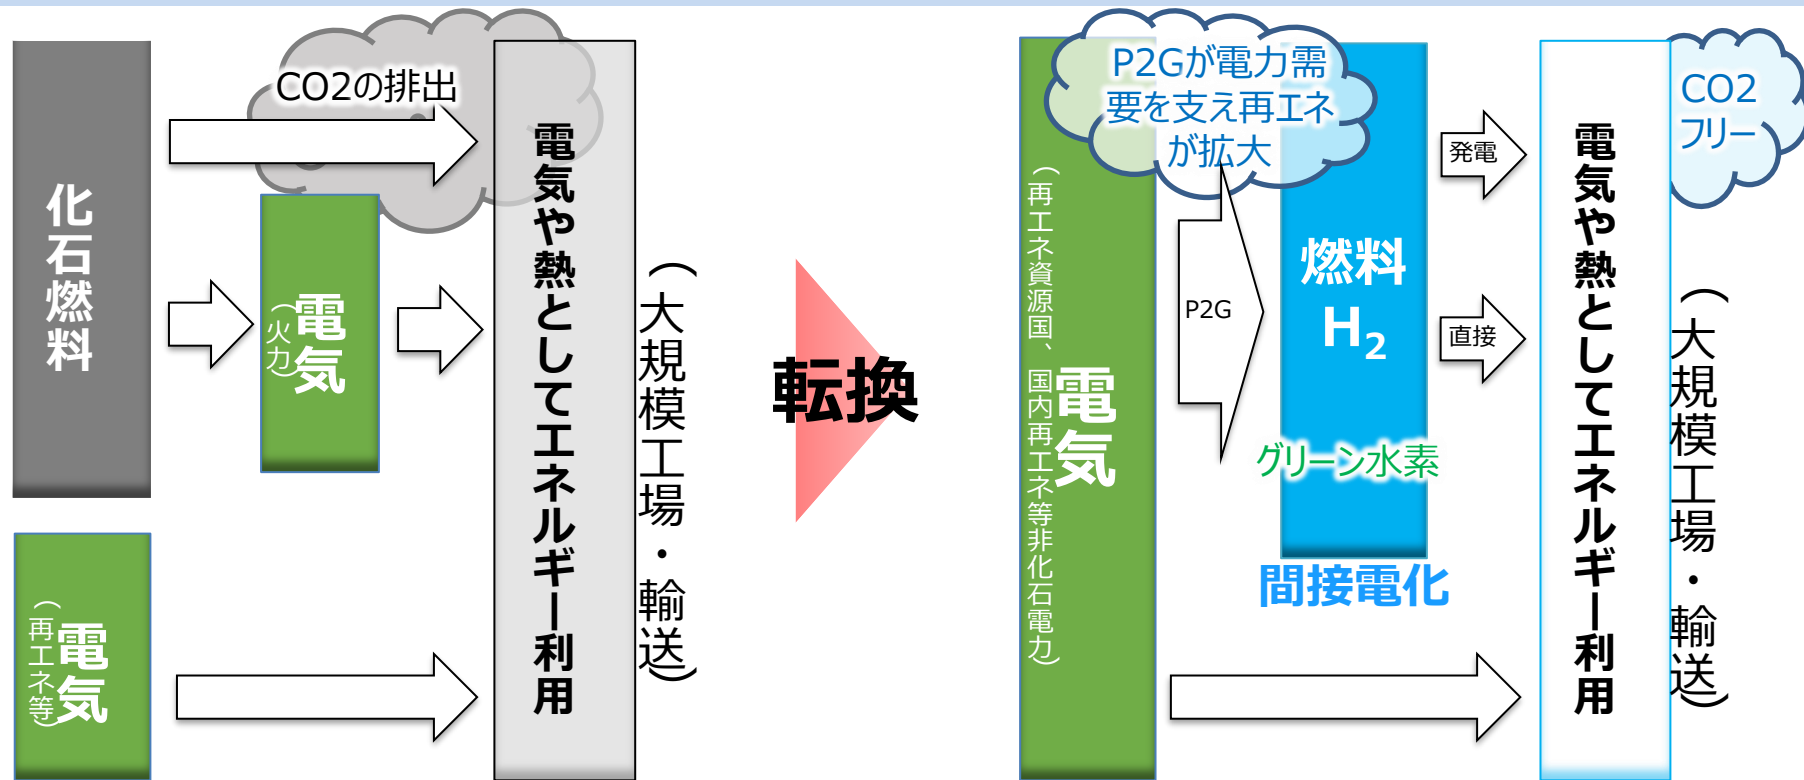 CO2の排出
化石燃料
電気
（火力）
電気
（再エネ等）
電気や熱としてエネルギー利用
（大規模工場・輸送）
転換
P2Gが電力需
要を支え再エネ
が拡大
電気
（再エネ資源国、国内再エネ等非化石電力）
P2G
燃料
H₂
グリーン水素
間接電化
発電
直接
電気や熱としてエネルギー利用
（大規模工場・輸送）
CO2
フリー